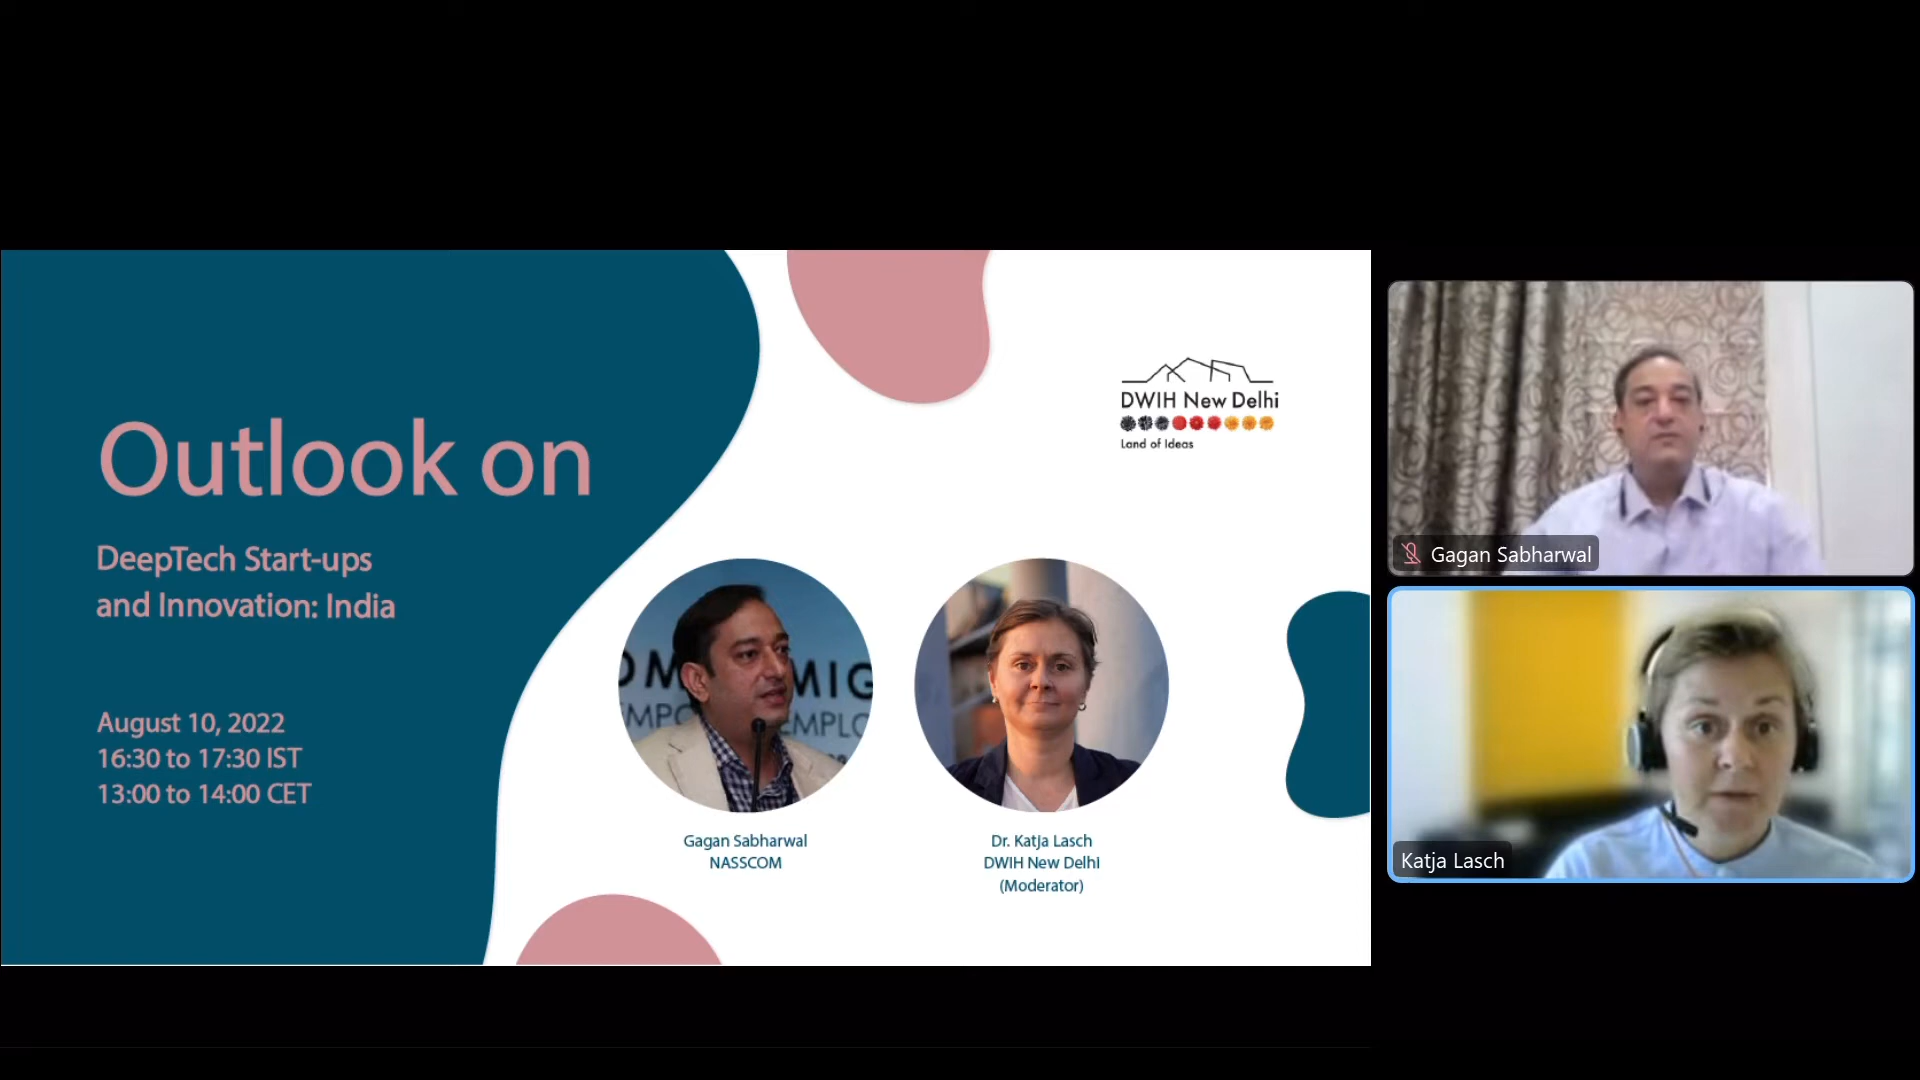 Outlook on
DeepTech Start-ups
and Innovation: India
August 10, 2022
16:30 to 17:30 IST
13:00 to 14:00 CET
DWIH New Delhi
Land of Ideas
Gagan Sabharwal
NASSCOM
Dr. Katja Lasch
DWIH New Delhi
(Moderator)
Gagan Sabharwal
Katja Lasch